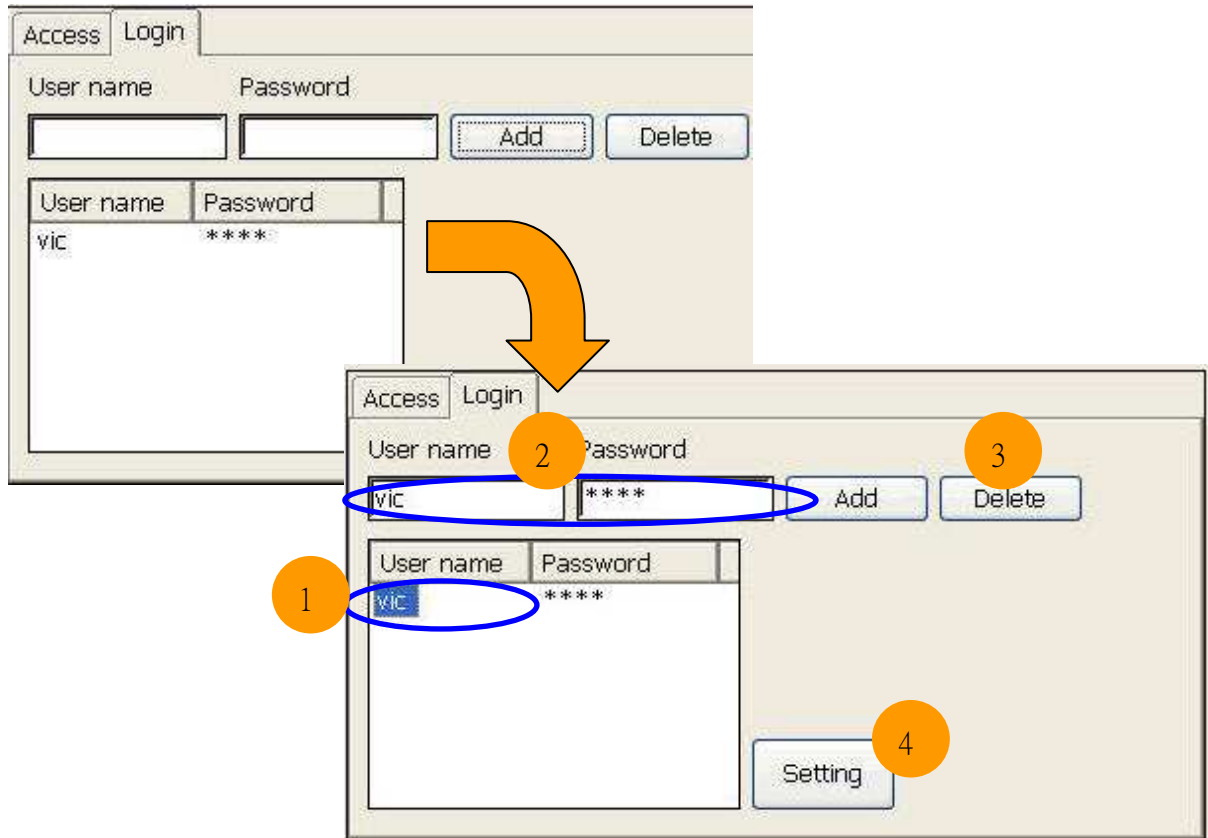 Access Login
User name Password
Add Delete
User name Password
vic ****
Access Login
User name 2 Password 3
vic **** Add Delete
User name Password
1 vic ****
4
Setting